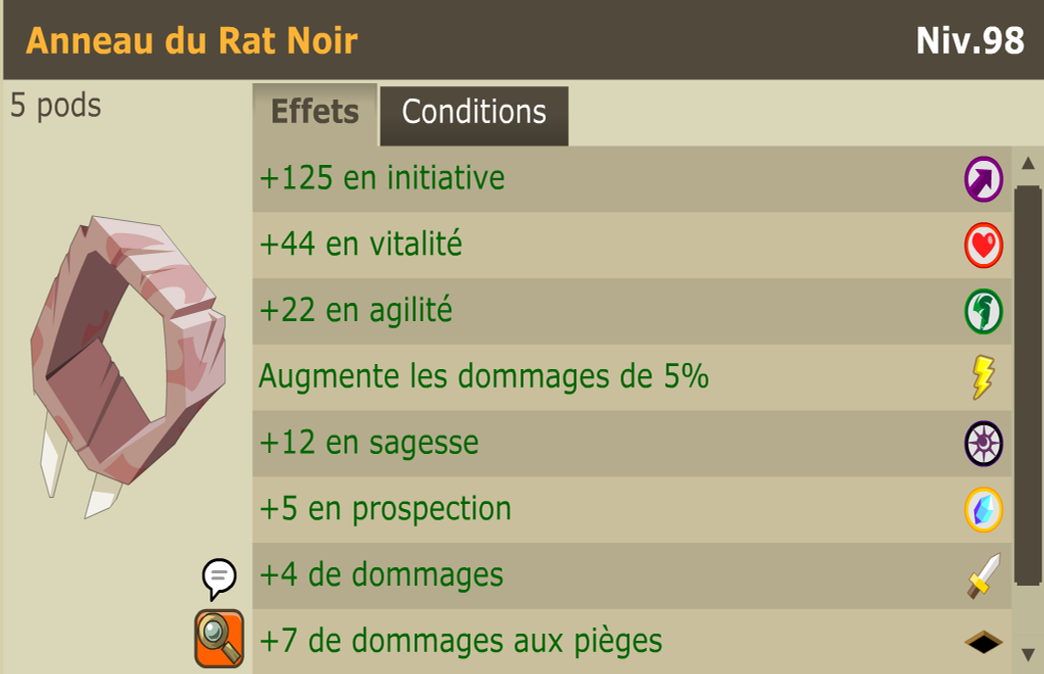 Anneau du Rat Noir
Niv.98
5 pods
Effets
Conditions
+125 en initiative
+44 en vitalité
+22 en agilité
Augmente les dommages de 5%
+12 en sagesse
+5 en prospection
+4 de dommages
+7 de dommages aux pièges